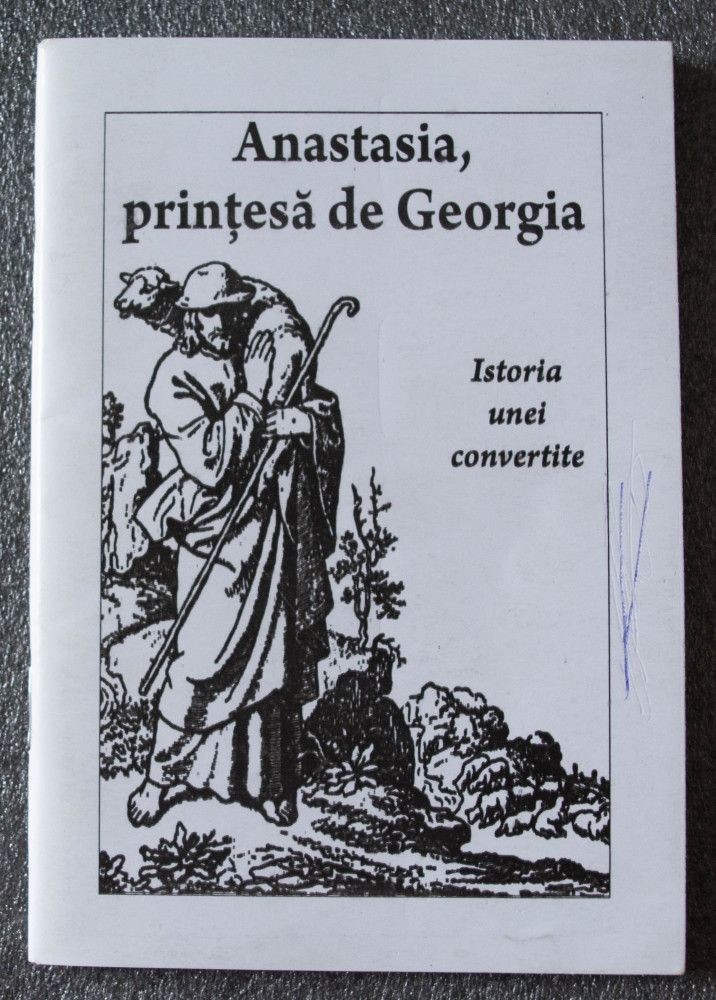 Anastasia,
prințesă de Georgia
Istoria
unei
convertite